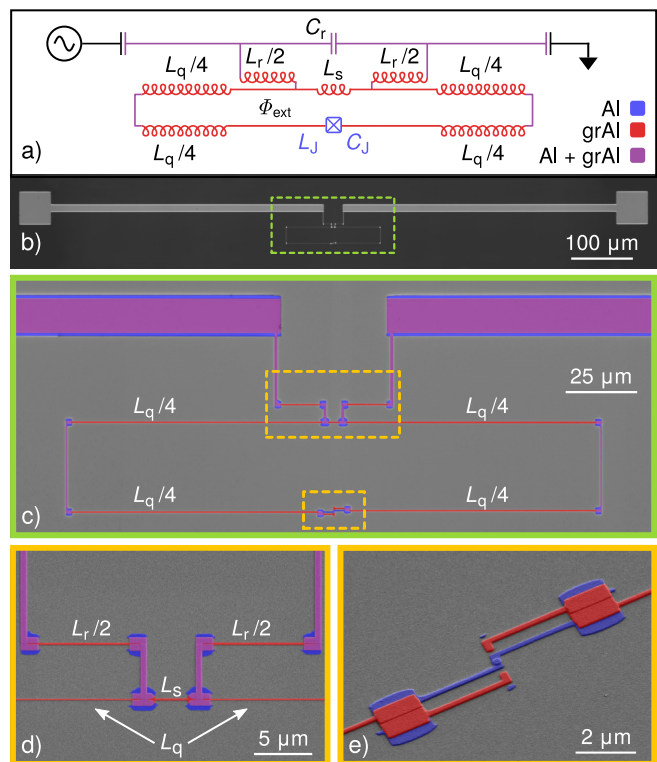 C_r
L_q/4 L_r/2 L_s L_r/2 L_q/4
Φ_ext
L_q/4 L_J C_J L_q/4
Al
grAl
Al + grAl
a)
b) 100 μm
25 μm
L_q/4 L_q/4
L_q/4 L_q/4
c)
L_r/2 L_r/2
L_s
d) L_q 5 μm
e) 2 μm